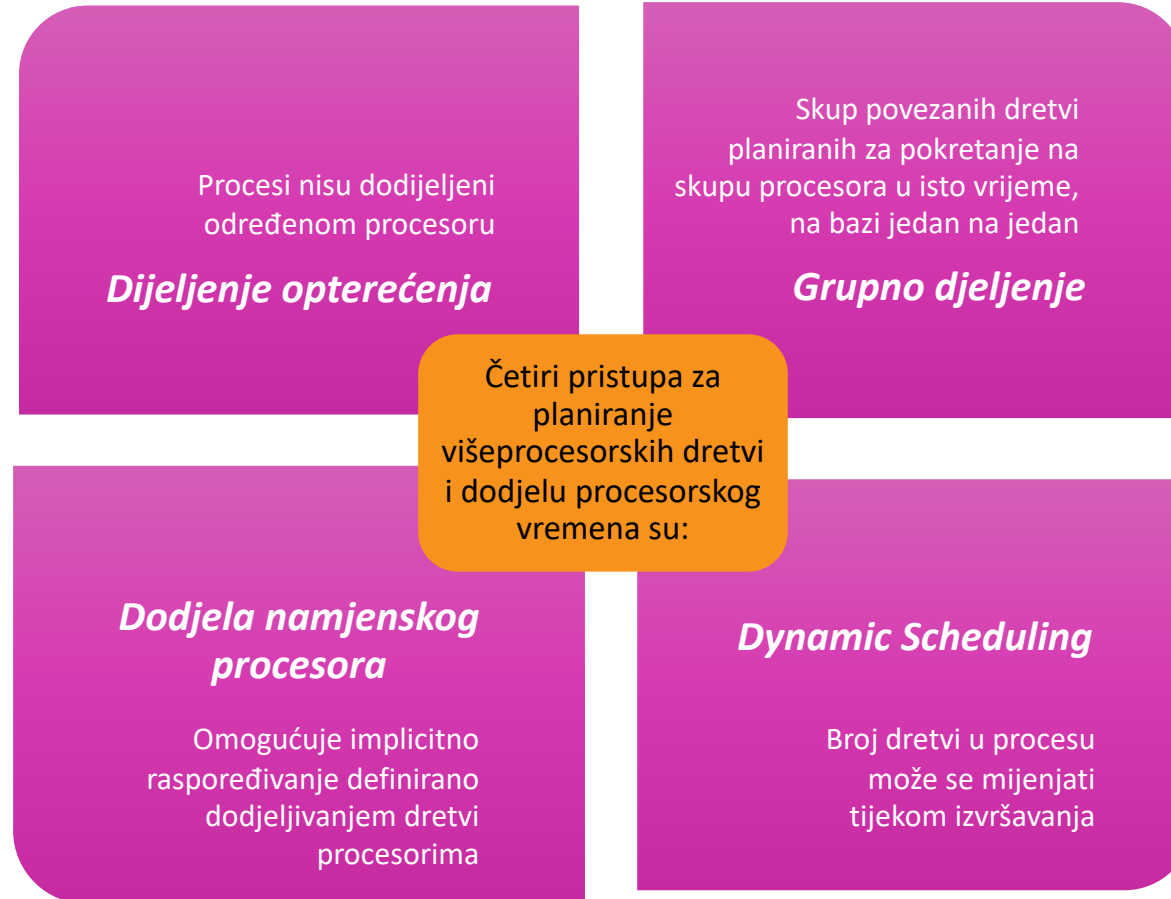 Procesi nisu dodijeljeni
određenom procesoru
Dijeljenje opterećenja
Skup povezanih dretvi
planiranih za pokretanje na
skupu procesora u isto vrijeme,
na bazi jedan na jedan
Grupno djeljenje
Četiri pristupa za
planiranje
višeprocesorskih dretvi
i dodjelu procesorskog
vremena su:
Dodjela namjenskog
procesora
Omogućuje implicitno
raspoređivanje definirano
dodjeljivanjem dretvi
procesorima
Dynamic Scheduling
Broj dretvi u procesu
može se mijenjati
tijekom izvršavanja